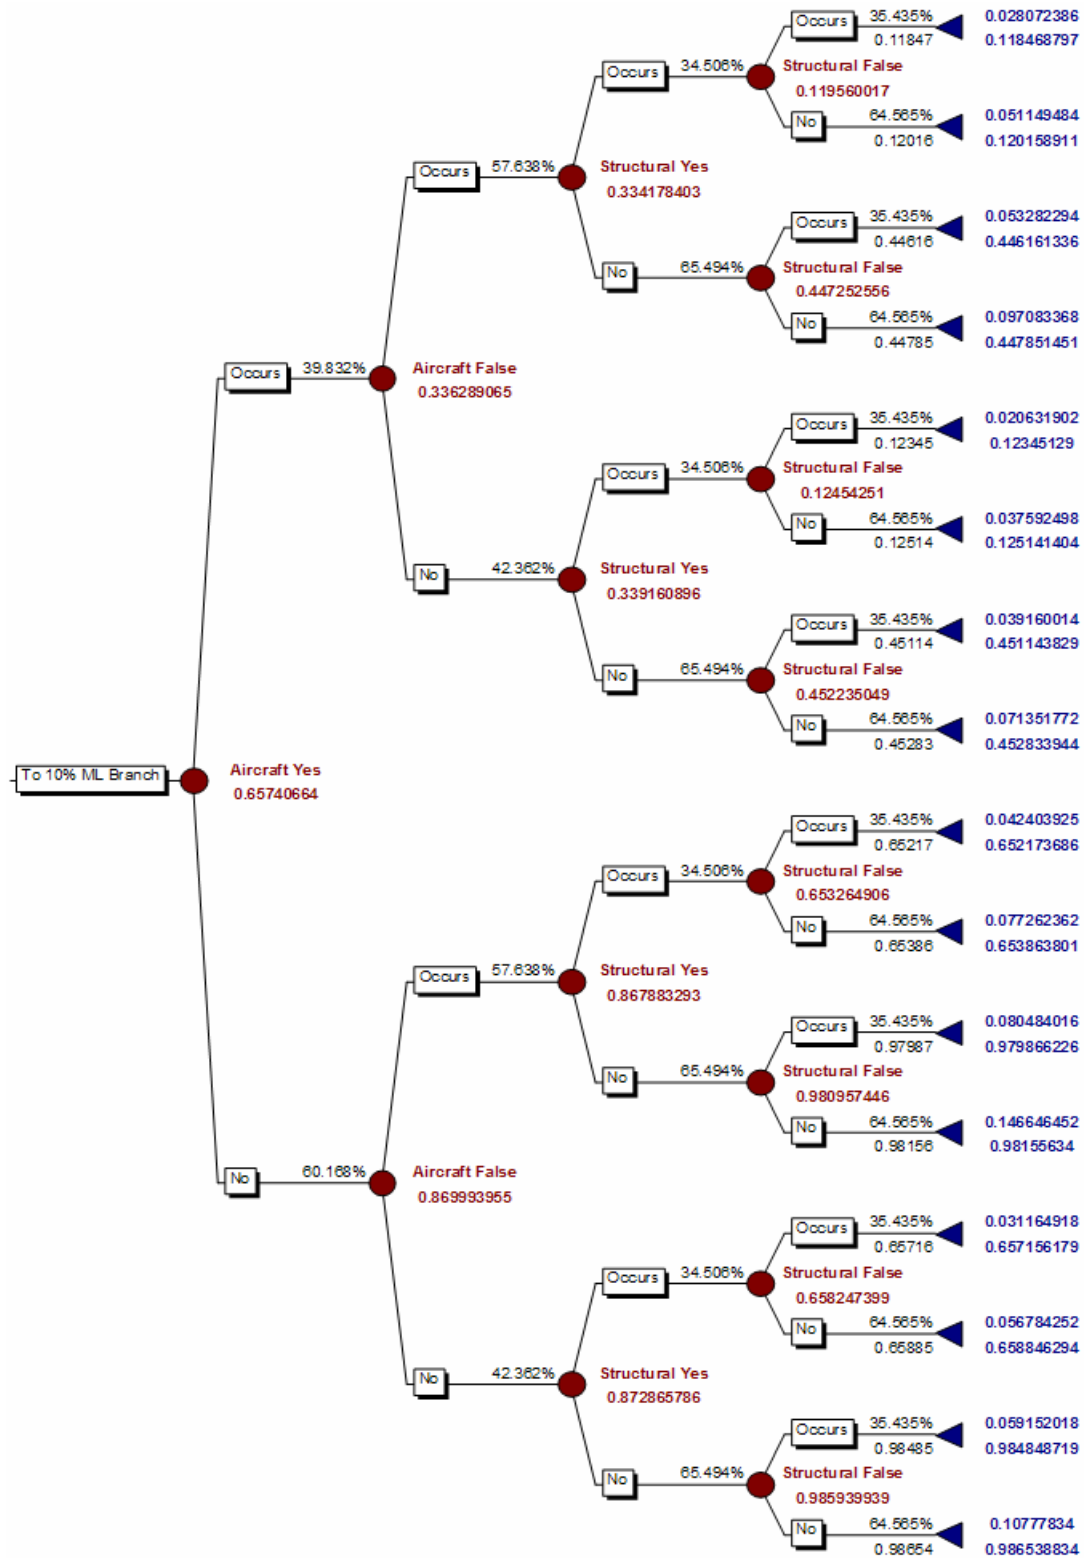 Occurs 35.435% 0.028072386
0.11847 0.118468797
Occurs 34.506% Structural False
0.119560017
No 64.565% 0.051149484
0.12016 0.120158911
Occurs 57.638% Structural Yes
0.334178403
Occurs 35.435% 0.053282294
0.44616 0.446161336
No 65.494% Structural False
0.447252556
No 64.565% 0.097083368
0.44785 0.447851451
Occurs 39.832% Aircraft False
0.336289065
Occurs 35.435% 0.020631902
0.12345 0.12345129
Occurs 34.506% Structural False
0.12454251
No 64.565% 0.037592498
0.12514 0.125141404
No 42.362% Structural Yes
0.339160896
Occurs 35.435% 0.039160014
0.45114 0.451143829
No 65.494% Structural False
0.452235049
No 64.565% 0.071351772
0.45283 0.452833944
To 10% ML Branch Aircraft Yes
0.65740664
Occurs 35.435% 0.042403925
0.65217 0.652173686
Occurs 34.506% Structural False
0.653264906
No 64.565% 0.077262362
0.65386 0.653863801
Occurs 57.638% Structural Yes
0.867883293
Occurs 35.435% 0.080484016
0.97987 0.979866226
No 65.494% Structural False
0.980957446
No 64.565% 0.146646452
0.98156 0.98155634
No 60.168% Aircraft False
0.869993955
Occurs 35.435% 0.031164918
0.65716 0.657156179
Occurs 34.506% Structural False
0.658247399
No 64.565% 0.056784252
0.65885 0.658846294
No 42.362% Structural Yes
0.872865786
Occurs 35.435% 0.059152018
0.98485 0.984848719
No 65.494% Structural False
0.985939939
No 64.565% 0.10777834
0.98654 0.986538834